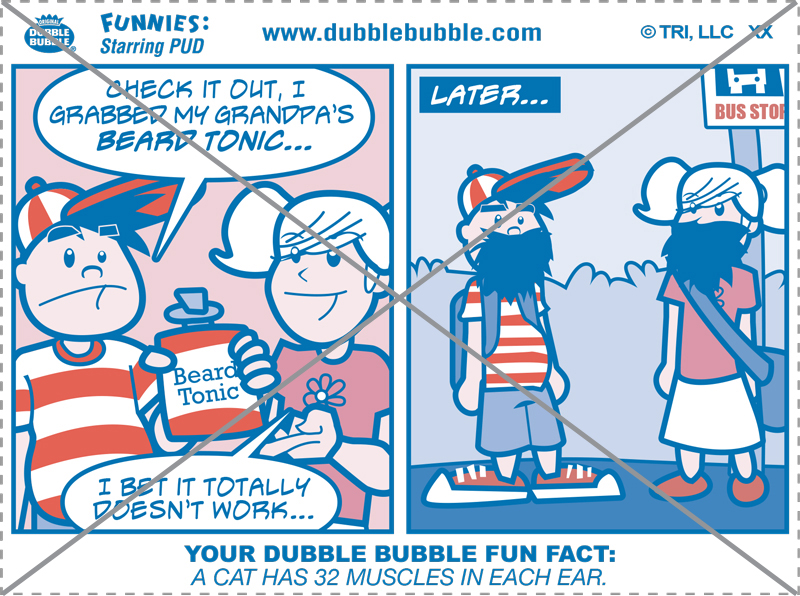 ORIGINAL
DUBBLE
BUBBLE®
FUNNIES:
Starring PUD
www.dubblebubble.com
© TRI, LLC XX
CHECK IT OUT, I
GRABBED MY GRANDPA'S
BEARD TONIC...
Beard
Tonic
I BET IT TOTALLY
DOESN'T WORK...
LATER...
BUS STOP
YOUR DUBBLE BUBBLE FUN FACT:
A CAT HAS 32 MUSCLES IN EACH EAR.